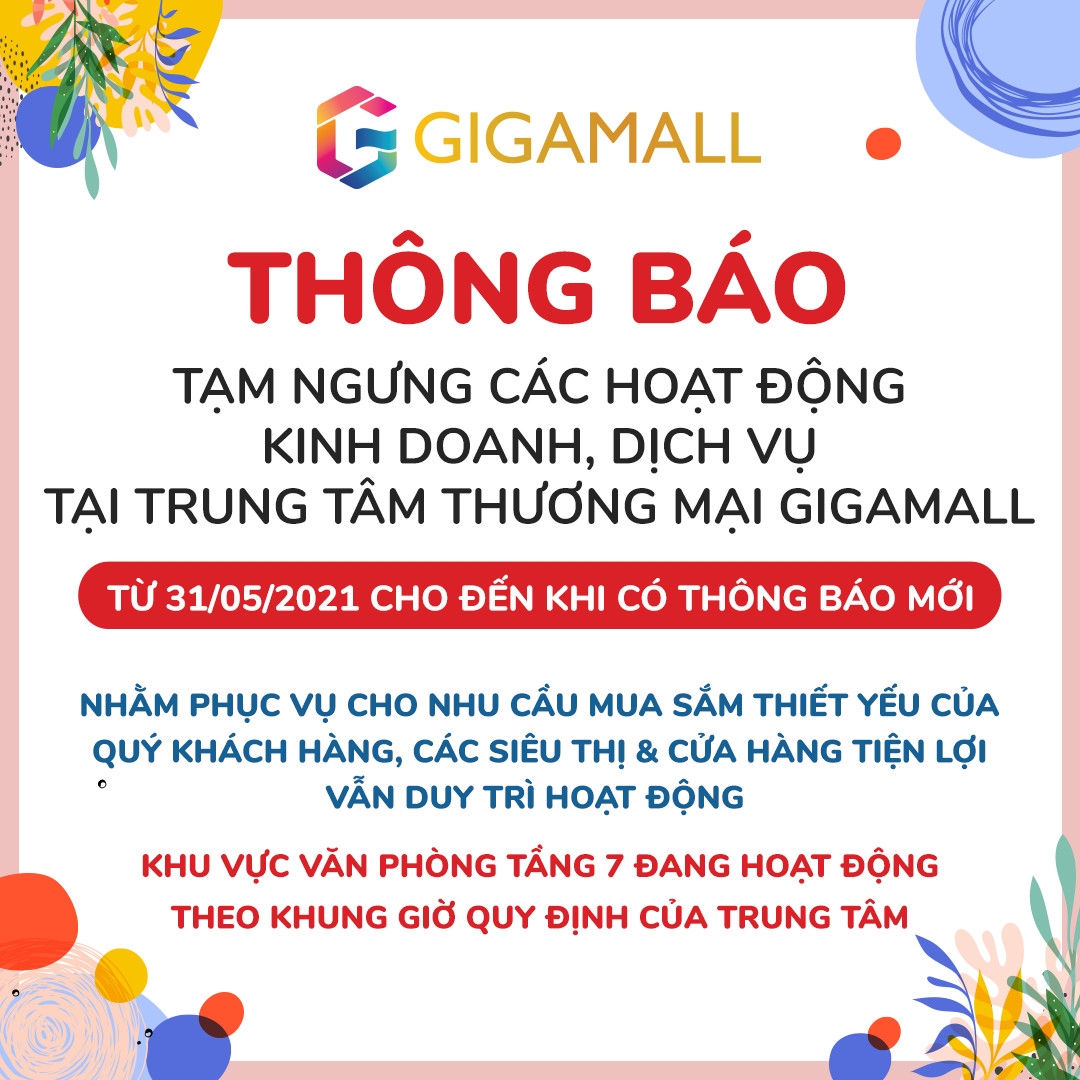 GIGAMALL
THÔNG BÁO
TẠM NGƯNG CÁC HOẠT ĐỘNG
KINH DOANH, DỊCH VỤ
TẠI TRUNG TÂM THƯƠNG MẠI GIGAMALL
TỪ 31/05/2021 CHO ĐẾN KHI CÓ THÔNG BÁO MỚI
NHẰM PHỤC VỤ CHO NHU CẦU MUA SẮM THIẾT YẾU CỦA
QUÝ KHÁCH HÀNG, CÁC SIÊU THỊ & CỬA HÀNG TIỆN LỢI
VẪN DUY TRÌ HOẠT ĐỘNG
KHU VỰC VĂN PHÒNG TẦNG 7 ĐANG HOẠT ĐỘNG
THEO KHUNG GIỜ QUY ĐỊNH CỦA TRUNG TÂM